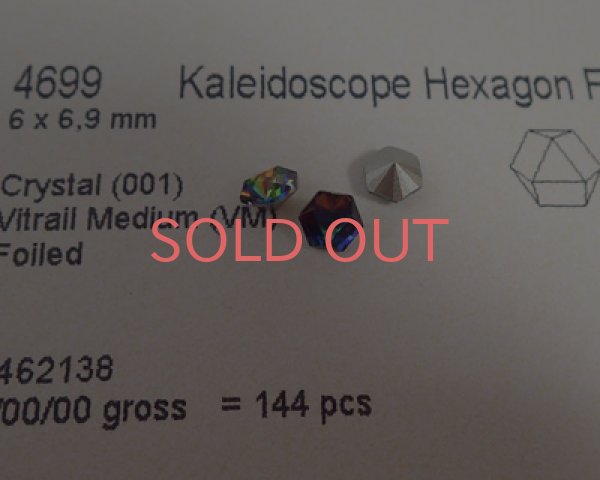 4699 Kaleidoscope Hexagon F
6 x 6,9 mm
Crystal (001)
Vitrail Medium (VM)
Foiled
SOLD OUT
462138
/00/00 gross = 144 pcs